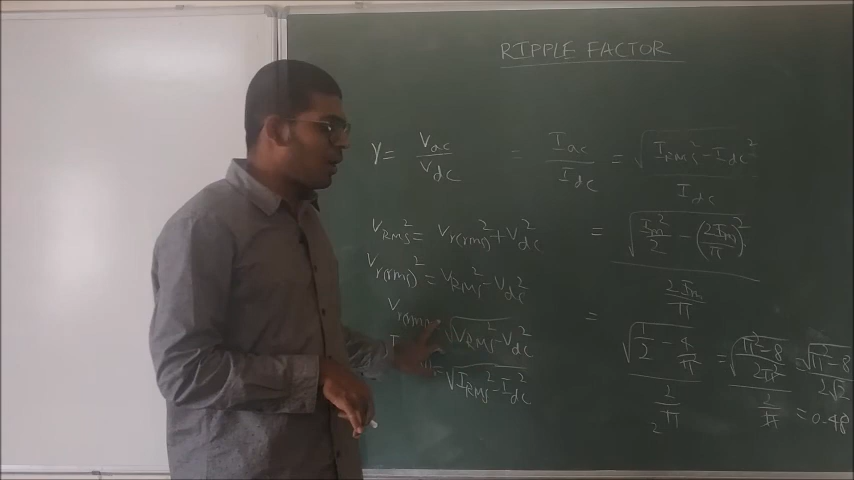 RIPPLE FACTOR
γ = Vac/Vdc = Iac/Idc = √(IRMS² - Idc²)/Idc
VRMS² = Vr(rms)² + Vdc²
= √(Im²/2 - (2Im/π)²)/(2Im/π)
Vr(rms)² = VRMS² - Vdc²
Vr(rms) √(VRMS² - Vdc²)
= √(1/2 - 4/π)/(2/π) = √(π²-8/2π²)/(2/π) √(π²-8)/2√2
I = √(IRMS² - Idc²)
2
= 0.48